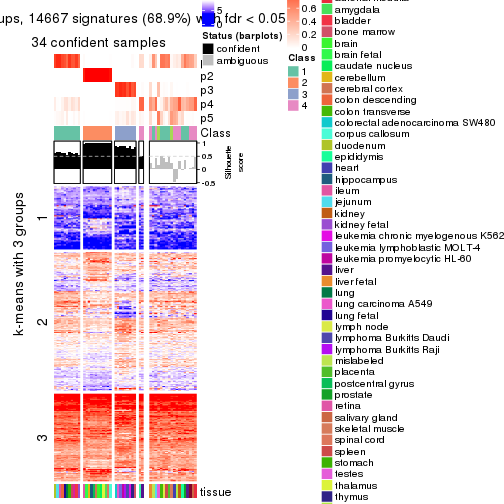 ups, 14667 signatures (68.9%) with fdr < 0.05
34 confident samples
p2
p3
p4
p5
Class
1
0.5
0
-0.5
Silhouette
score
k-means with 3 groups
1
2
3
tissue
5
0
Status (barplots)
confident
ambiguous
0.6
0.4
0.2
0
Class
1
2
3
4
amygdala
bladder
bone marrow
brain
brain fetal
caudate nucleus
cerebellum
cerebral cortex
colon descending
colon transverse
colorectal adenocarcinoma SW480
corpus callosum
duodenum
epididymis
heart
hippocampus
ileum
jejunum
kidney
kidney fetal
leukemia chronic myelogenous K562
leukemia lymphoblastic MOLT-4
leukemia promyelocytic HL-60
liver
liver fetal
lung
lung carcinoma A549
lung fetal
lymph node
lymphoma Burkitts Daudi
lymphoma Burkitts Raji
mislabeled
placenta
postcentral gyrus
prostate
retina
salivary gland
skeletal muscle
spinal cord
spleen
stomach
testes
thalamus
thymus